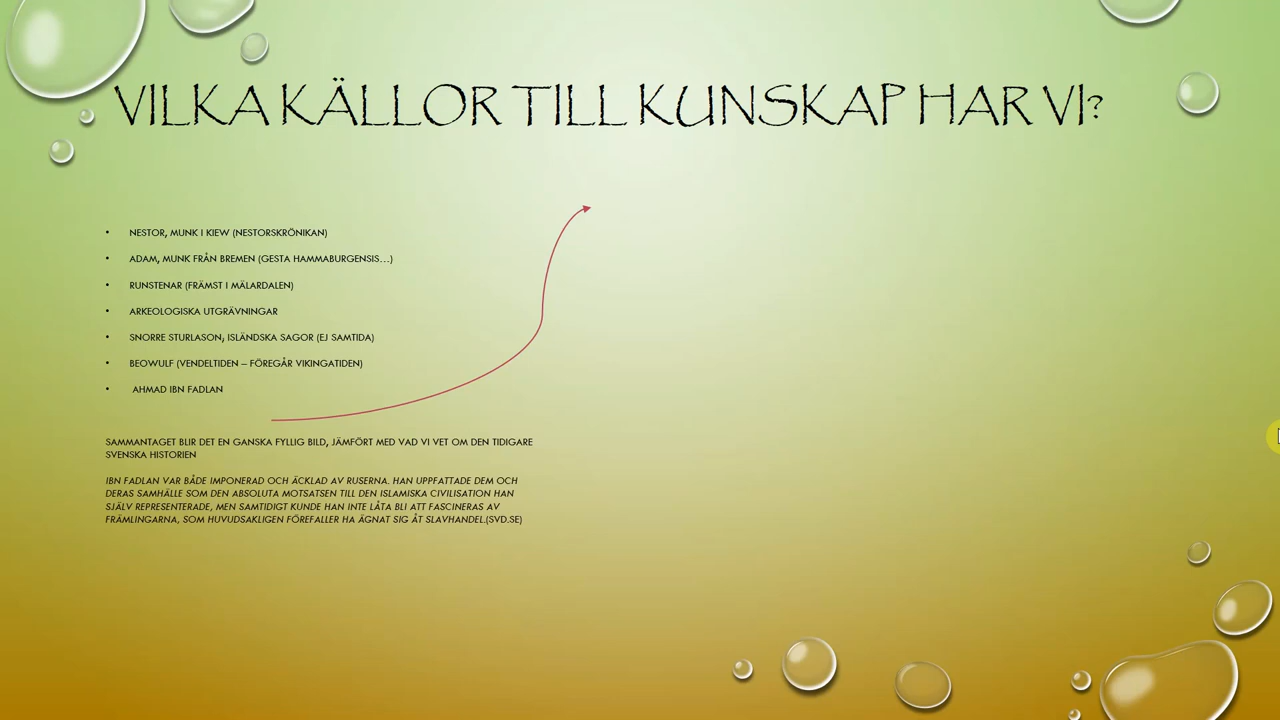 VILKA KÄLLOR TILL KUNSKAP HAR VI?
• NESTOR, MUNK I KIEW (NESTORSKRÖNIKAN)
• ADAM, MUNK FRÅN BREMEN (GESTA HAMMABURGENSIS…)
• RUNSTENAR (FRÄMST I MÄLARDALEN)
• ARKEOLOGISKA UTGRÄVNINGAR
• SNORRE STURLASON, ISLÄNDSKA SAGOR (EJ SAMTIDA)
• BEOWULF (VENDELTIDEN – FÖREGÅR VIKINGATIDEN)
• AHMAD IBN FADLAN
SAMMANTAGET BLIR DET EN GANSKA FYLLIG BILD, JÄMFÖRT MED VAD VI VET OM DEN TIDIGARE
SVENSKA HISTORIEN
IBN FADLAN VAR BÅDE IMPONERAD OCH ÄCKLAD AV RUSERNA. HAN UPPFATTADE DEM OCH
DERAS SAMHÄLLE SOM DEN ABSOLUTA MOTSATSEN TILL DEN ISLAMISKA CIVILISATION HAN
SJÄLV REPRESENTERADE, MEN SAMTIDIGT KUNDE HAN INTE LÅTA BLI ATT FASCINERAS AV
FRÄMLINGARNA, SOM HUVUDSAKLIGEN FÖREFALLER HA ÄGNAT SIG ÅT SLAVHANDEL.(SVD.SE)